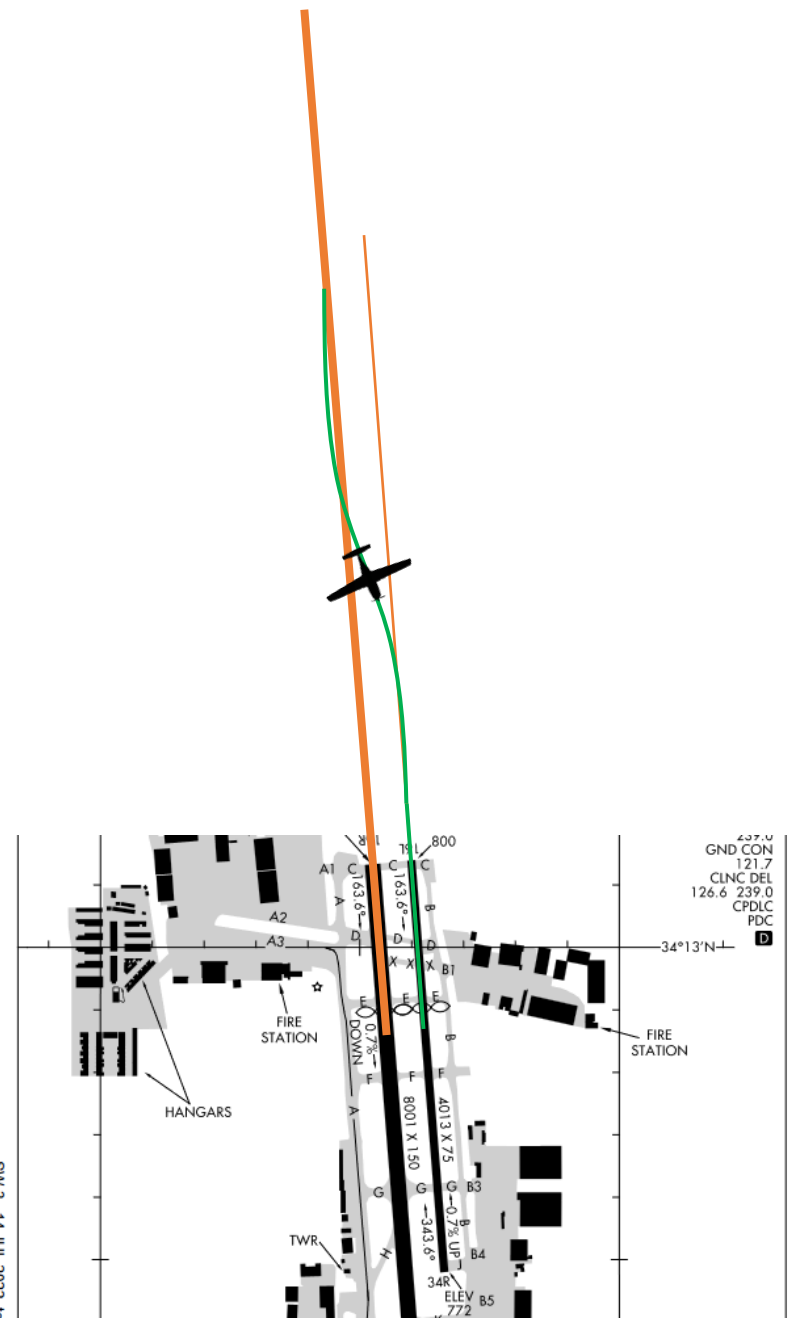 GND CON
121.7
CLNC DEL
126.6 239.0
CPDLC
PDC
D
16L
800
A1
C
C
C
163.6°
163.6°
A
B
A2
A3
D
D
D
34°13'N
X
X
X
B1
E
E
E
FIRE
STATION
0.7%
DOWN
B
FIRE
STATION
F
F
F
HANGARS
A
8001 X 150
4013 X 75
G
G
G
B3
343.6°
0.7% UP
B
TWR
H
B4
J
34R
ELEV
772
B5